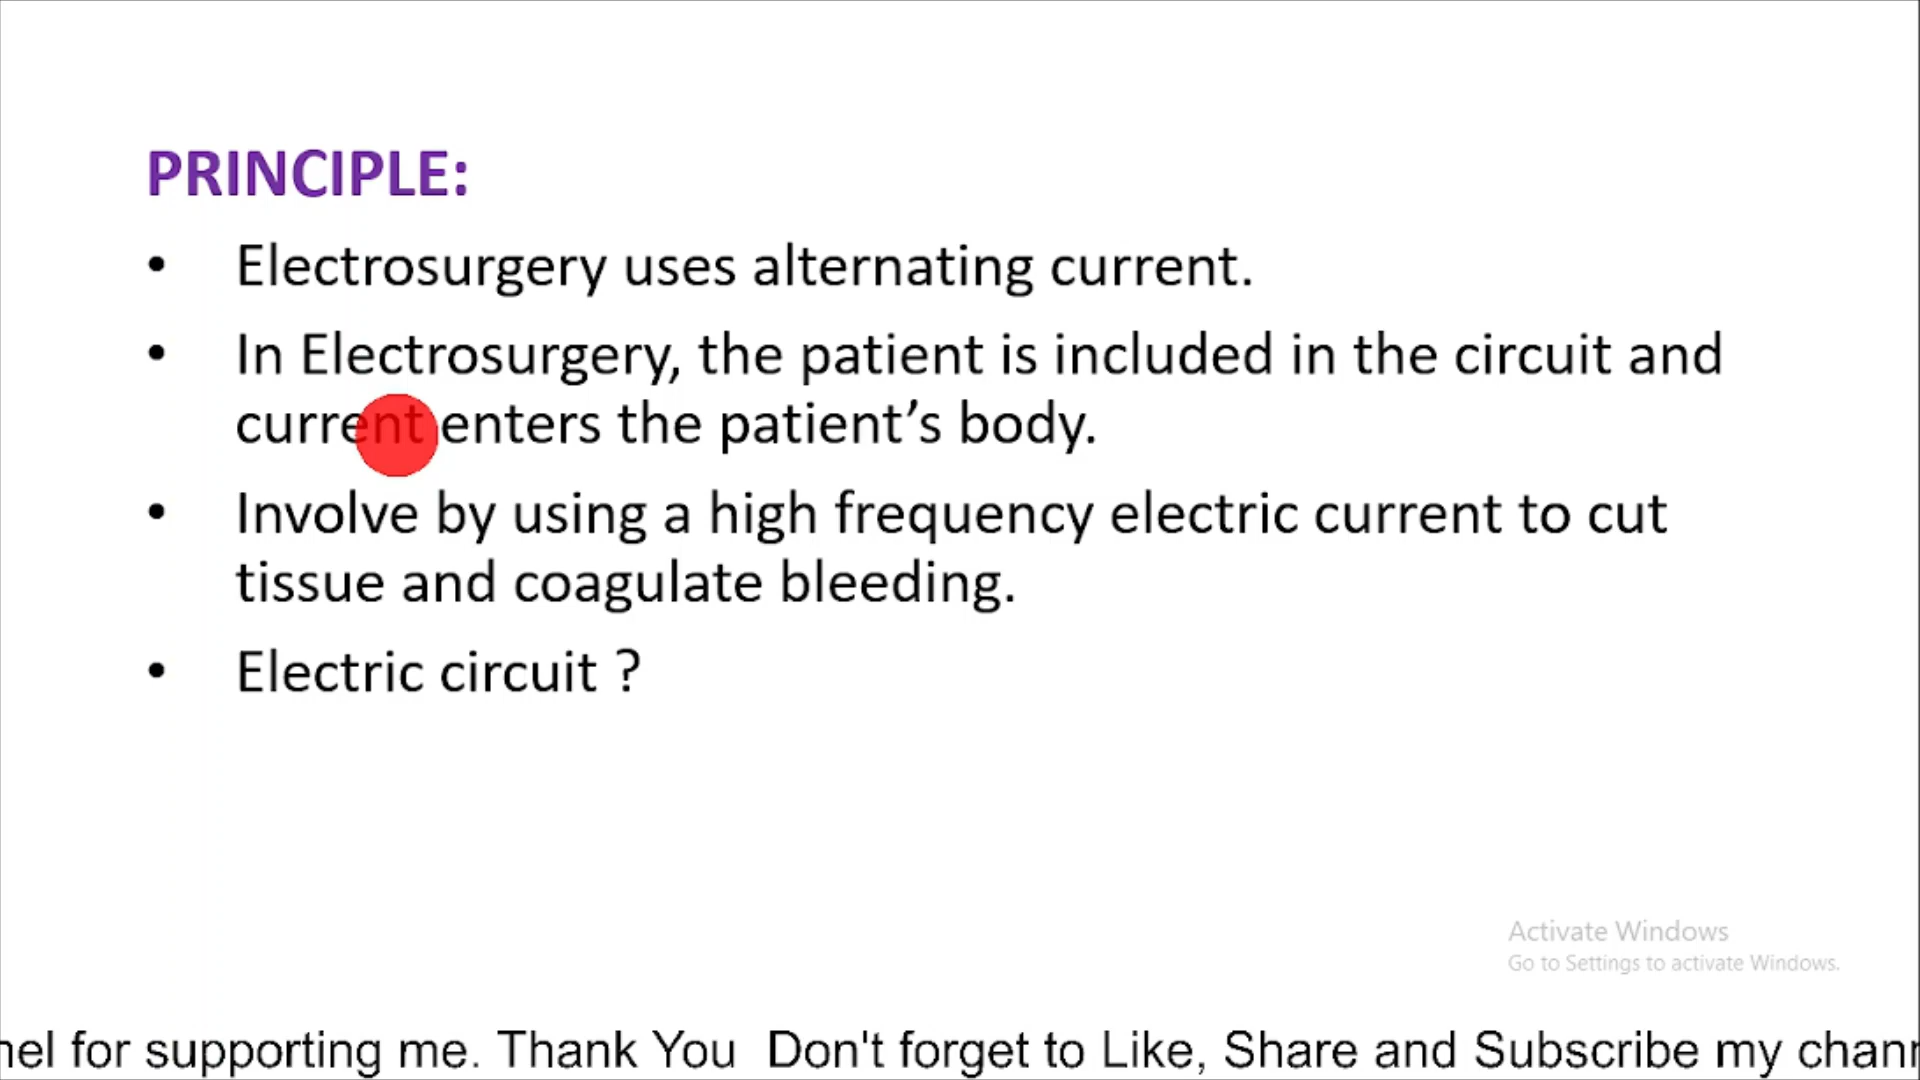 PRINCIPLE:
• Electrosurgery uses alternating current.
• In Electrosurgery, the patient is included in the circuit and
current enters the patient’s body.
• Involve by using a high frequency electric current to cut
tissue and coagulate bleeding.
• Electric circuit ?
Activate Windows
Go to Settings to activate Windows.
for supporting me. Thank You Don't forget to Like, Share and Subscribe my